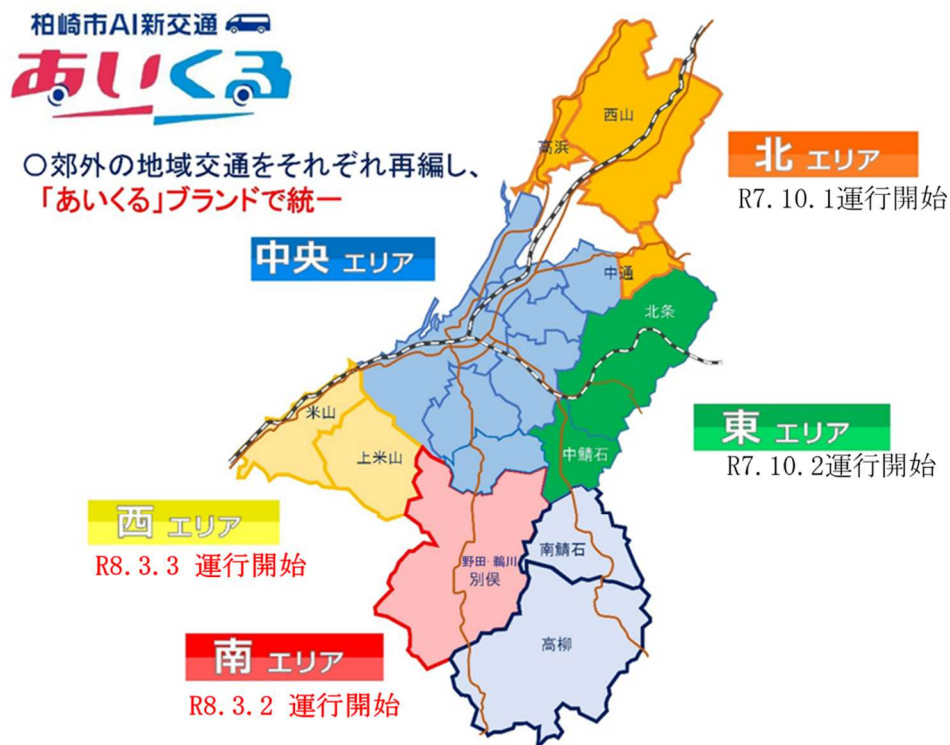 柏崎市AI新交通
あいくる
○郊外の地域交通をそれぞれ再編し、
「あいくる」ブランドで統一
西山
高浜
北 エリア
R7.10.1運行開始
中央 エリア
中通
北条
米山
上米山
東 エリア
R7.10.2運行開始
中鯖石
西 エリア
R8.3.3 運行開始
南鯖石
野田・鵜川
別俣
高柳
南 エリア
R8.3.2 運行開始